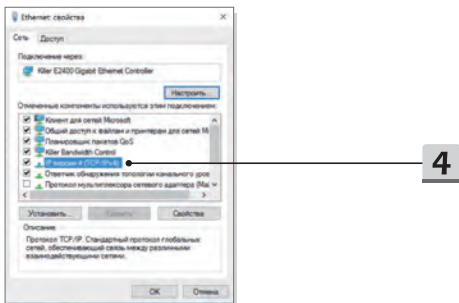 Ethernet: свойства
Сеть Доступ
Подключение через:
Killer E2400 Gigabit Ethernet Controller
Настроить...
Отмеченные компоненты используются этим подключением:
Клиент для сетей Microsoft
Общий доступ к файлам и принтерам для сетей Mi
Планировщик пакетов QoS
Killer Bandwidth Control
IP версии 4 (TCP/IPv4)
Ответчик обнаружения топологии канального уров
Протокол мультиплексора сетевого адаптера (Май
4
Установить... Удалить Свойства
Описание
Протокол TCP/IP. Стандартный протокол глобальных
сетей, обеспечивающий связь между различными
взаимодействующими сетями.
OK Отмена